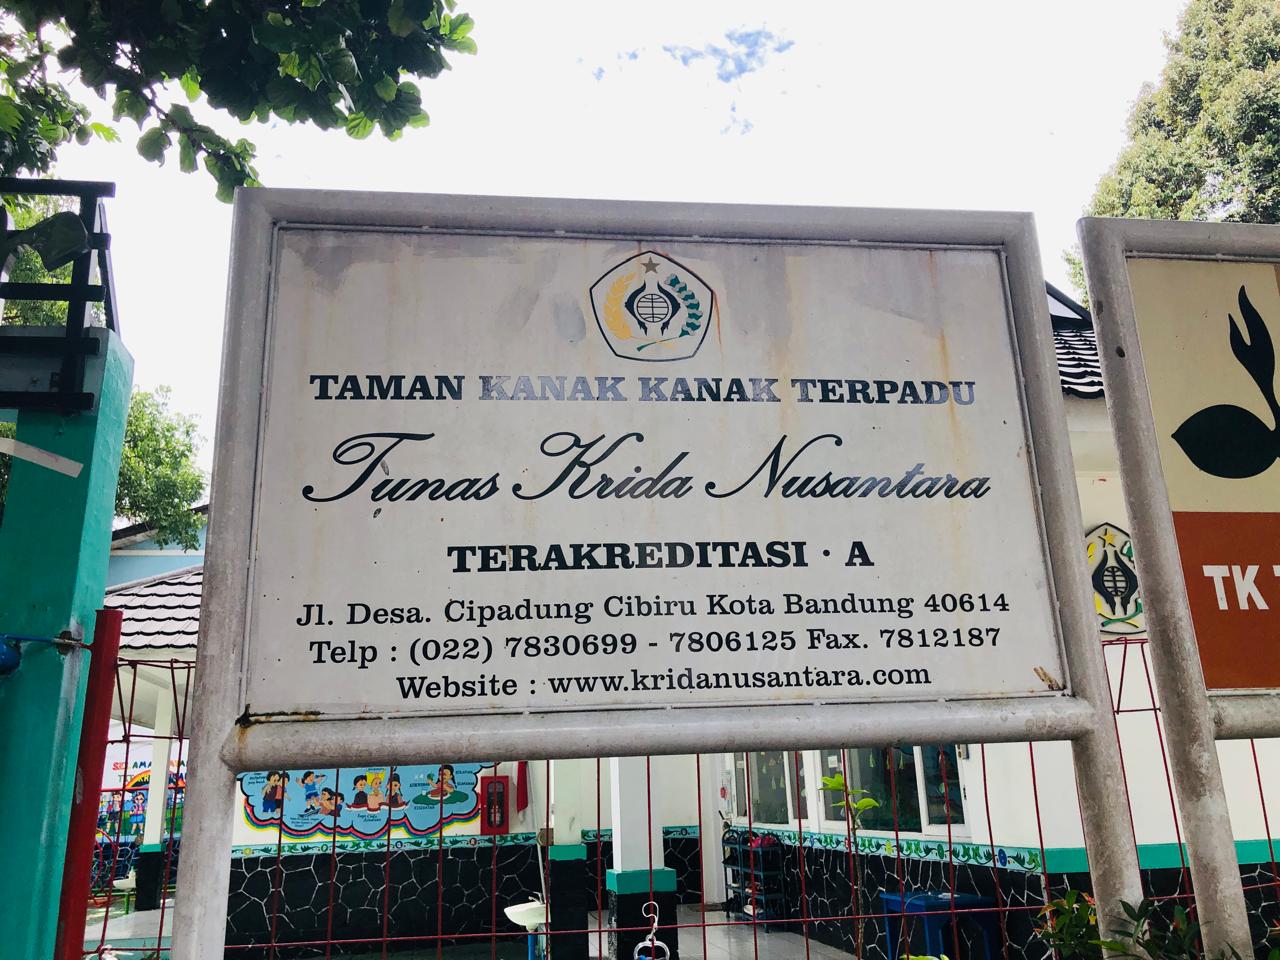 TAMAN KANAK KANAK TERPADU
Tunas Krida Nusantara
TERAKREDITASI · A
Jl. Desa. Cipadung Cibiru Kota Bandung 40614
Telp : (022) 7830699 - 7806125 Fax. 7812187
Website : www.kridanusantara.com
TK